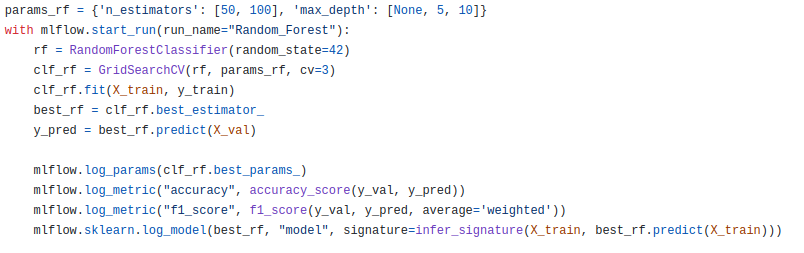 params_rf = {'n_estimators': [50, 100], 'max_depth': [None, 5, 10]}
with mlflow.start_run(run_name="Random_Forest"):
    rf = RandomForestClassifier(random_state=42)
    clf_rf = GridSearchCV(rf, params_rf, cv=3)
    clf_rf.fit(X_train, y_train)
    best_rf = clf_rf.best_estimator_
    y_pred = best_rf.predict(X_val)

    mlflow.log_params(clf_rf.best_params_)
    mlflow.log_metric("accuracy", accuracy_score(y_val, y_pred))
    mlflow.log_metric("f1_score", f1_score(y_val, y_pred, average='weighted'))
    mlflow.sklearn.log_model(best_rf, "model", signature=infer_signature(X_train, best_rf.predict(X_train)))